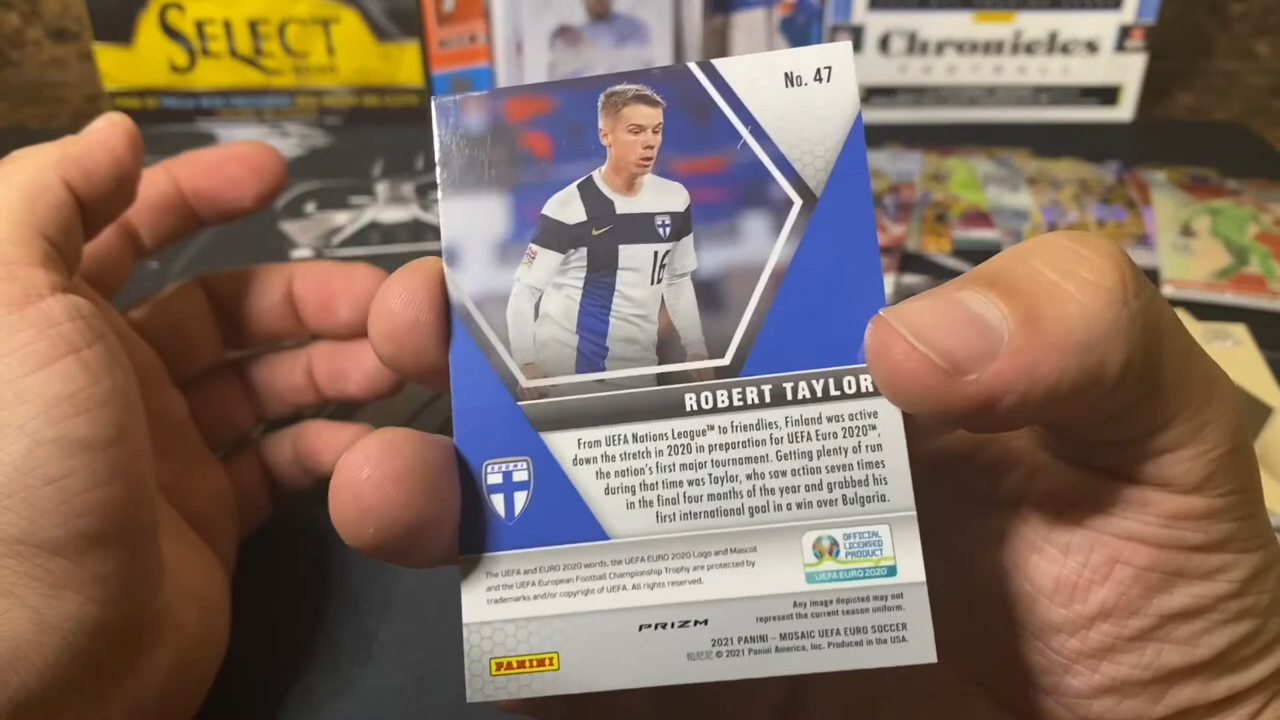 SELECT
Chronicles
FOOTBALL
No. 47
16
ROBERT TAYLOR
From UEFA Nations League™ to friendlies, Finland was active
down the stretch in 2020 in preparation for UEFA Euro 2020™,
the nation's first major tournament. Getting plenty of run
during that time was Taylor, who saw action seven times
in the final four months of the year and grabbed his
first international goal in a win over Bulgaria.
SUOMI
OFFICIAL
LICENSED
PRODUCT
UEFA EURO2020
The UEFA and EURO 2020 words, the UEFA EURO 2020 Logo and Mascot
and the UEFA European Football Championship Trophy are protected by
trademarks and/or copyright of UEFA. All rights reserved.
Any image depicted may not
represent the current season uniform.
PRIZM
2021 PANINI – MOSAIC UEFA EURO SOCCER
帕尼尼 © 2021 Panini America, Inc. Produced in the USA.
PANINI